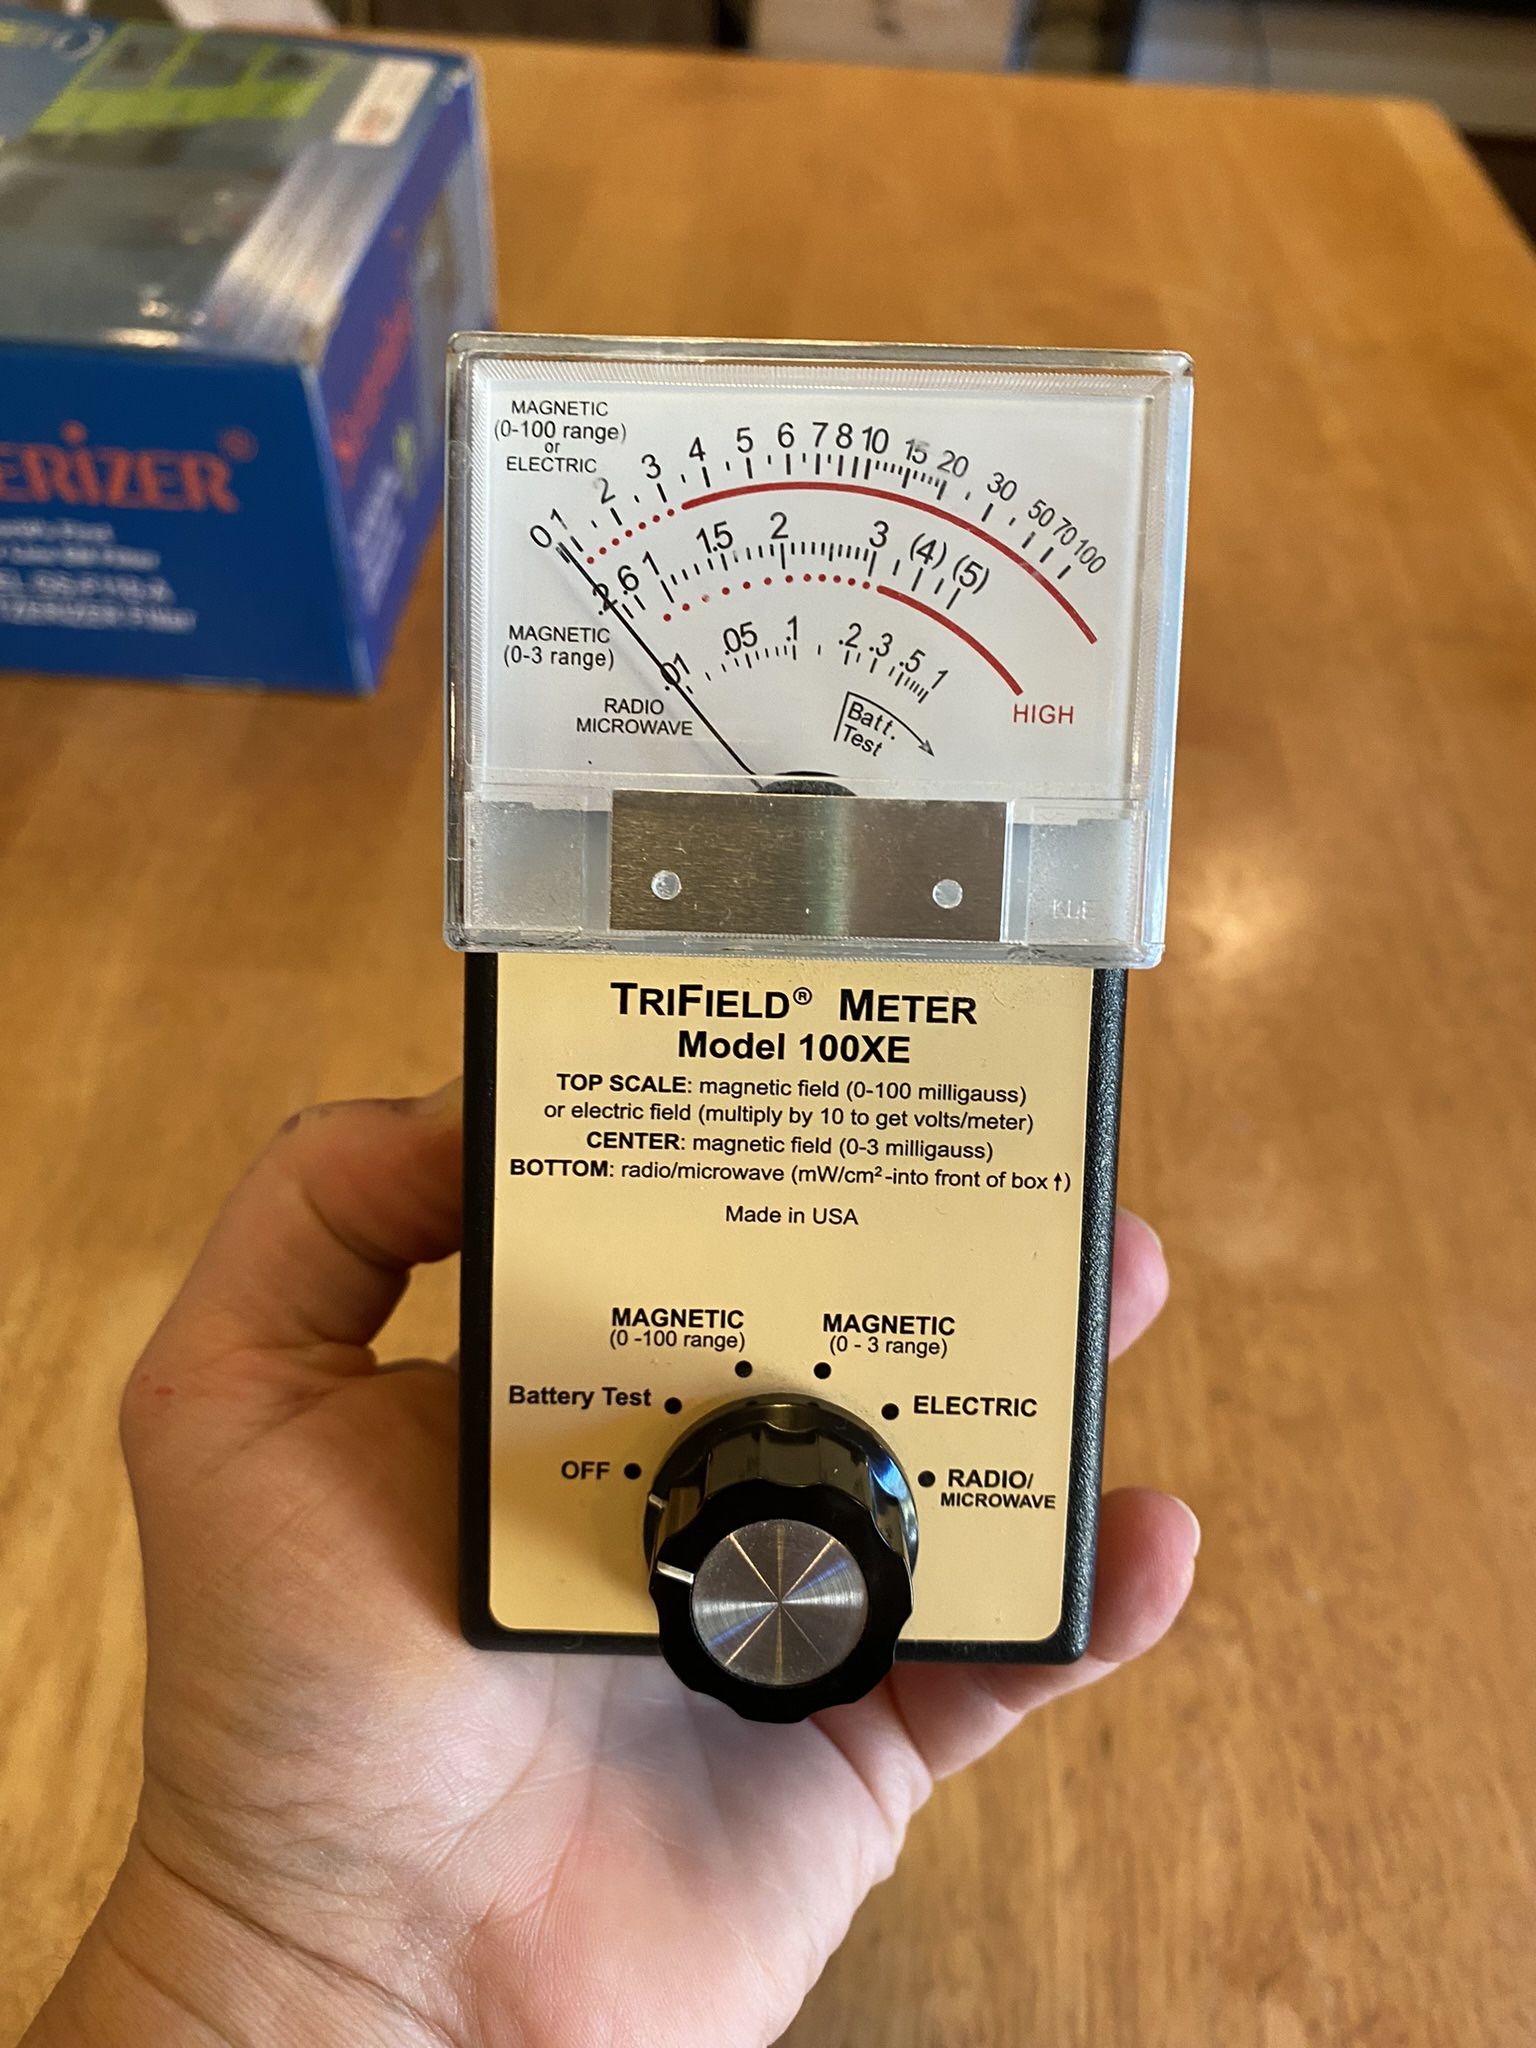 ERiZER®
MAGNETIC
(0-100 range)
or
ELECTRIC
0 1 2 3 4 5 6 7 8 10 15 20 30 50 70 100
.2 .6 1 1.5 2 3 (4) (5)
MAGNETIC
(0-3 range)
.01 .05 .1 .2 .3 .5 1
RADIO
MICROWAVE
Batt.
Test
HIGH
KLE
TRIFIELD® METER
Model 100XE
TOP SCALE: magnetic field (0-100 milligauss)
or electric field (multiply by 10 to get volts/meter)
CENTER: magnetic field (0-3 milligauss)
BOTTOM: radio/microwave (mW/cm²-into front of box↑)
Made in USA
MAGNETIC
(0 -100 range)
MAGNETIC
(0 - 3 range)
Battery Test
ELECTRIC
OFF
RADIO/
MICROWAVE